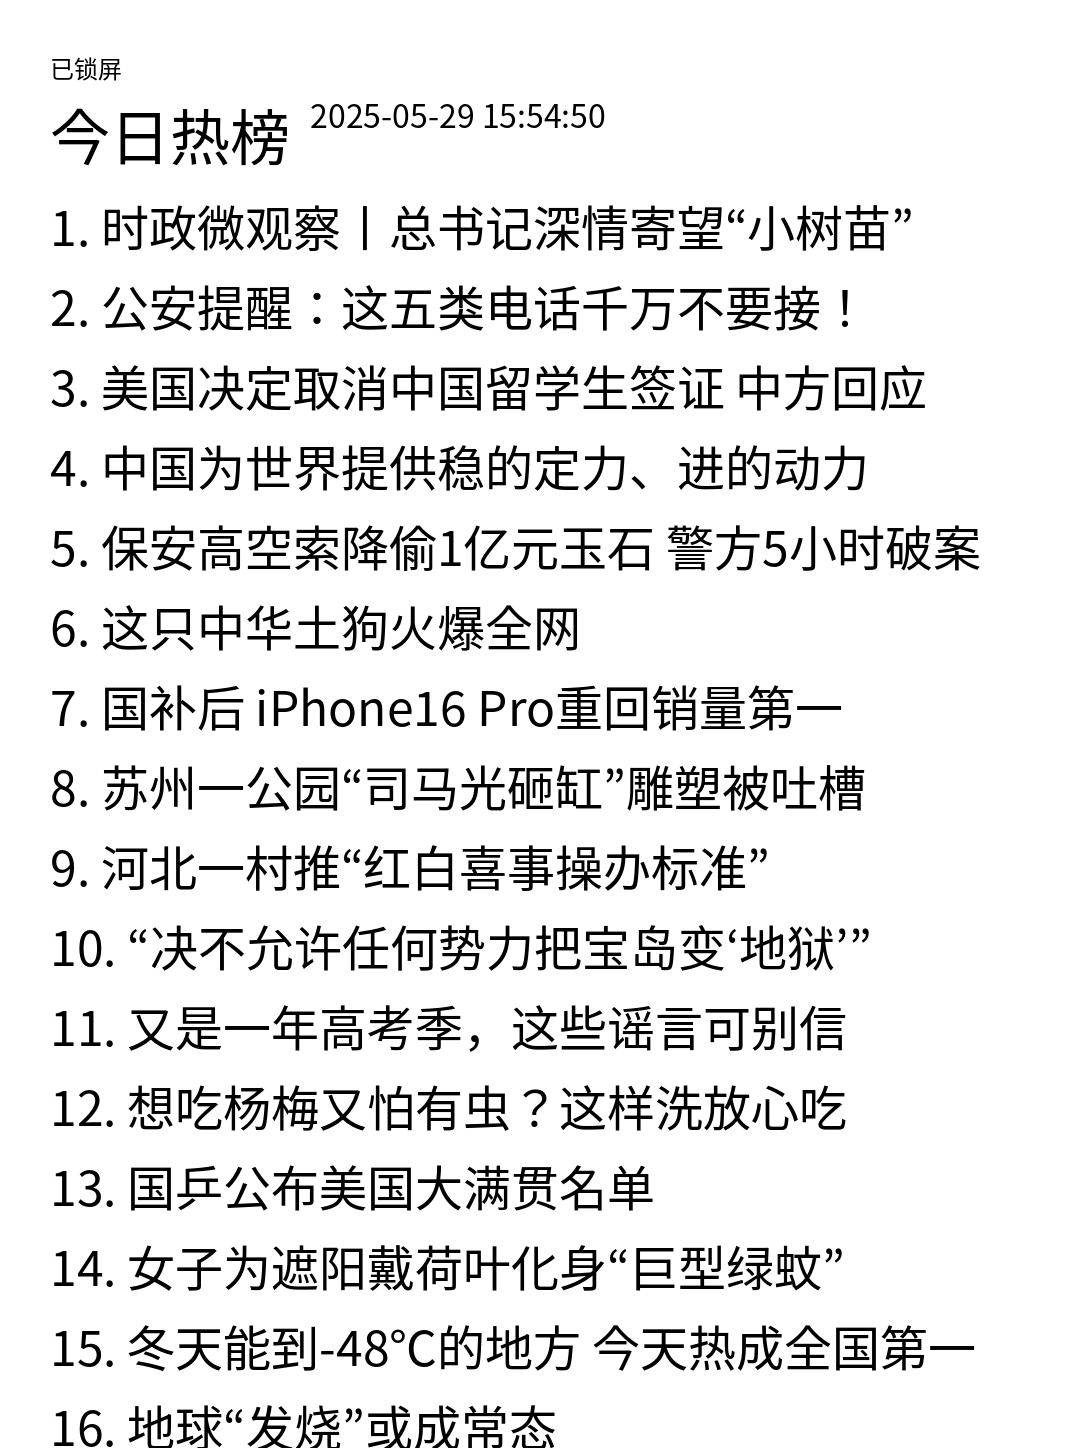 已锁屏
今日热榜 2025-05-29 15:54:50
1. 时政微观察丨总书记深情寄望“小树苗”
2. 公安提醒：这五类电话千万不要接！
3. 美国决定取消中国留学生签证 中方回应
4. 中国为世界提供稳的定力、进的动力
5. 保安高空索降偷1亿元玉石 警方5小时破案
6. 这只中华土狗火爆全网
7. 国补后 iPhone16 Pro重回销量第一
8. 苏州一公园“司马光砸缸”雕塑被吐槽
9. 河北一村推“红白喜事操办标准”
10. “决不允许任何势力把宝岛变‘地狱’”
11. 又是一年高考季，这些谣言可别信
12. 想吃杨梅又怕有虫？这样洗放心吃
13. 国乒公布美国大满贯名单
14. 女子为遮阳戴荷叶化身“巨型绿蚊”
15. 冬天能到-48℃的地方 今天热成全国第一
16. 地球“发烧”或成常态